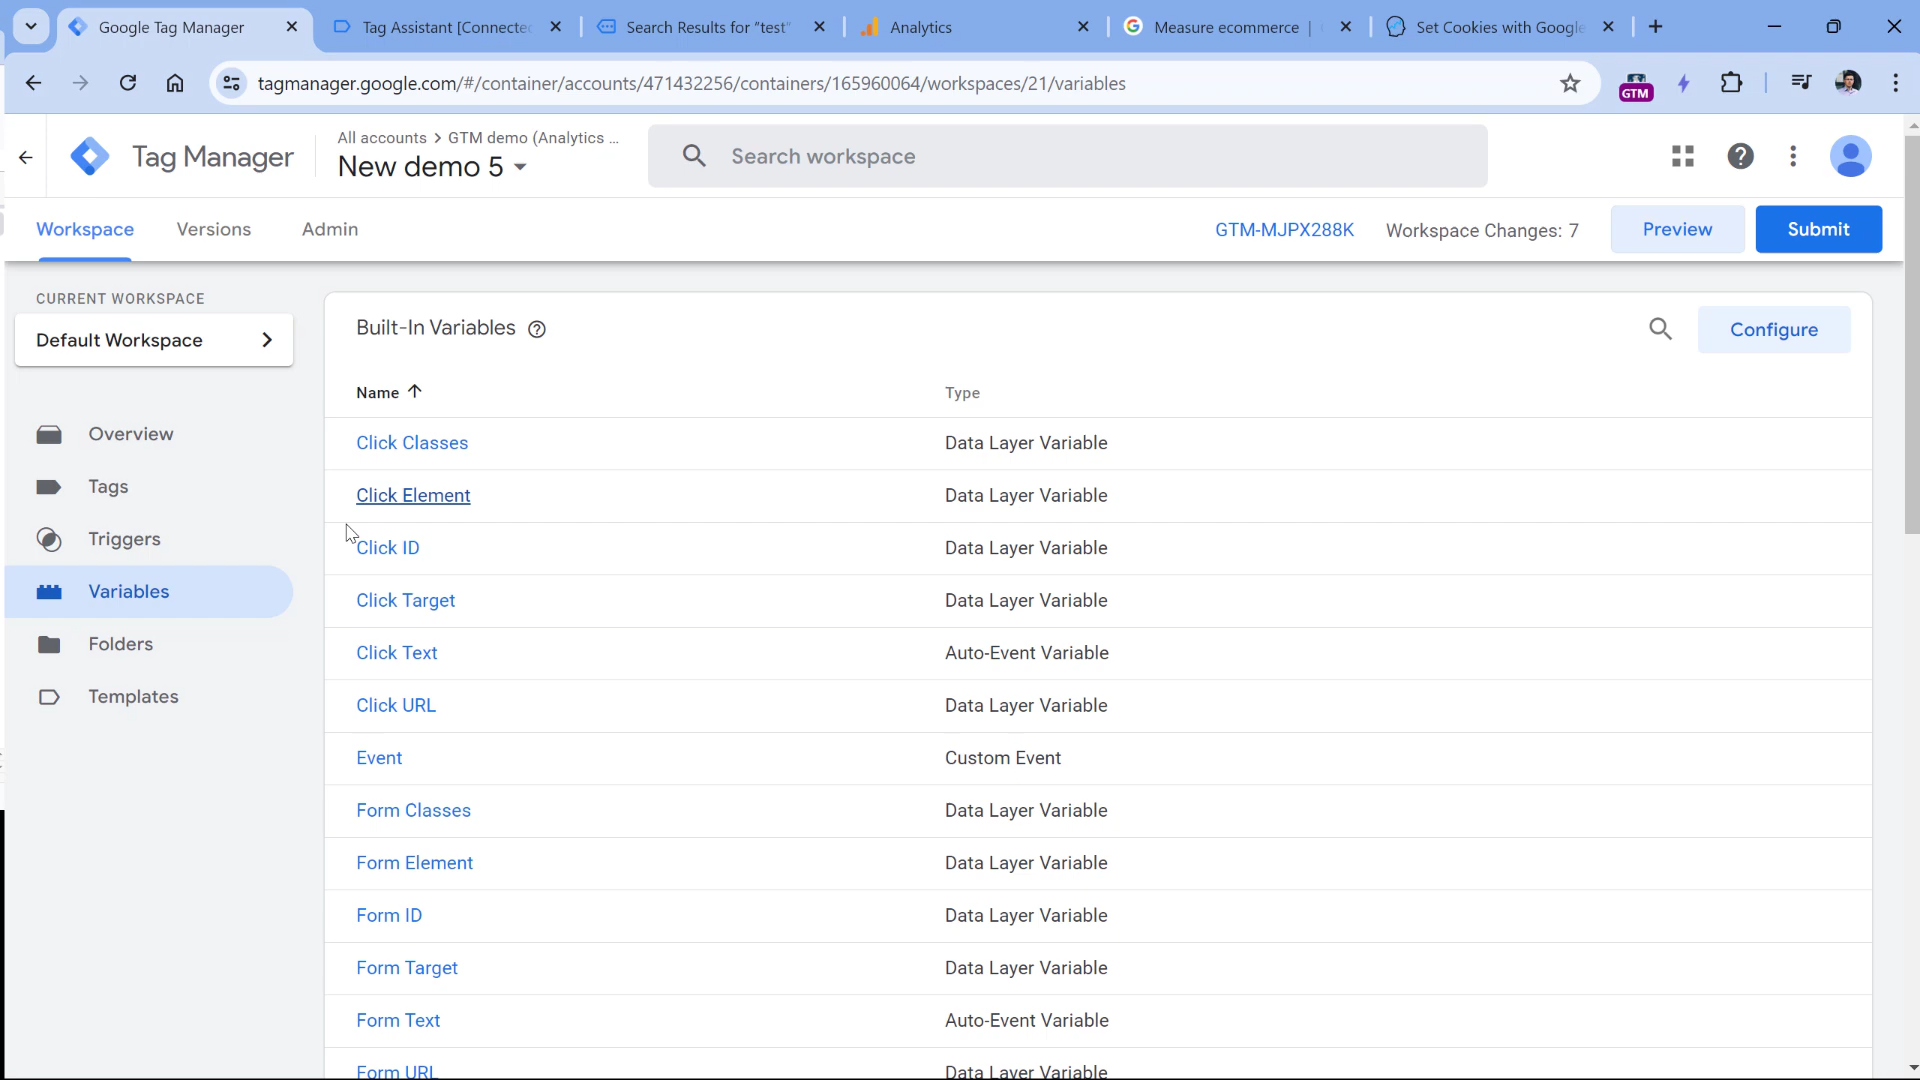 Google Tag Manager
Tag Assistant [Connected
Search Results for "test"
Analytics
Measure ecommerce |
Set Cookies with Google
tagmanager.google.com/#/container/accounts/471432256/containers/165960064/workspaces/21/variables
GTM
Tag Manager
All accounts > GTM demo (Analytics ...
New demo 5
Search workspace
Workspace
Versions
Admin
GTM-MJPX288K
Workspace Changes: 7
Preview
Submit
CURRENT WORKSPACE
Default Workspace
Overview
Tags
Triggers
Variables
Folders
Templates
Built-In Variables
Configure
Name
Type
Click Classes
Data Layer Variable
Click Element
Data Layer Variable
Click ID
Data Layer Variable
Click Target
Data Layer Variable
Click Text
Auto-Event Variable
Click URL
Data Layer Variable
Event
Custom Event
Form Classes
Data Layer Variable
Form Element
Data Layer Variable
Form ID
Data Layer Variable
Form Target
Data Layer Variable
Form Text
Auto-Event Variable
Form URL
Data Layer Variable